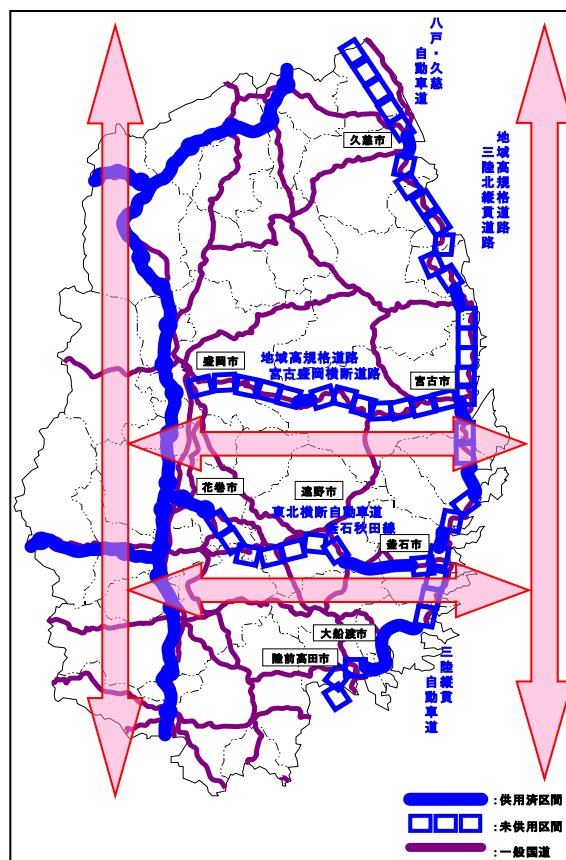 八戸・久慈
自動車道
久慈市
地域高規格道路
三陸北縦貫道路
盛岡市
地域高規格道路
宮古盛岡横断道路
宮古市
花巻市
遠野市
東北横断自動車道
釜石秋田線
釜石市
大船渡市
陸前高田市
三陸縦貫
自動車道
:供用済区間
:未供用区間
:一般国道